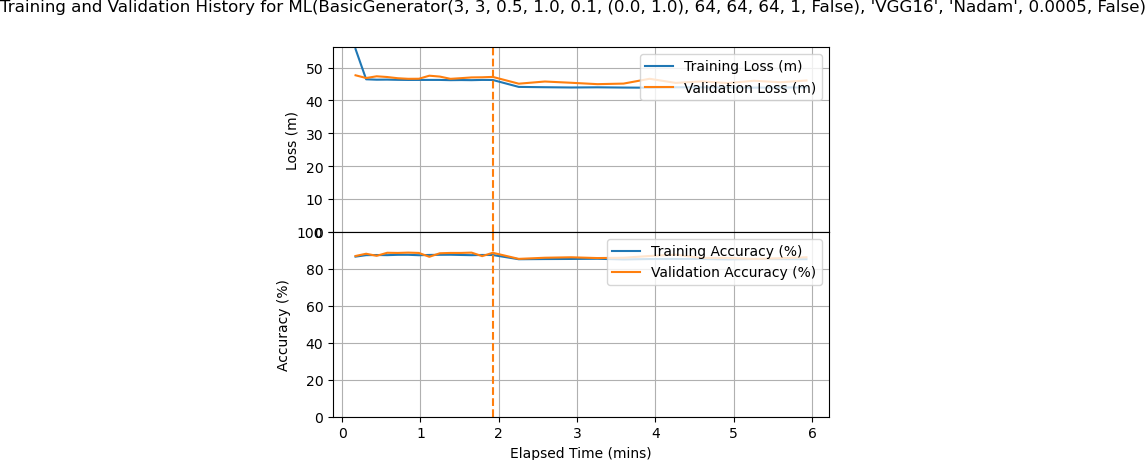 Training and Validation History for ML(BasicGenerator(3, 3, 0.5, 1.0, 0.1, (0.0, 1.0), 64, 64, 64, 1, False), 'VGG16', 'Nadam', 0.0005, False)
50
40
30
20
10
0
Loss (m)
Training Loss (m)
Validation Loss (m)
100
80
60
40
20
0
Accuracy (%)
Training Accuracy (%)
Validation Accuracy (%)
0 1 2 3 4 5 6
Elapsed Time (mins)